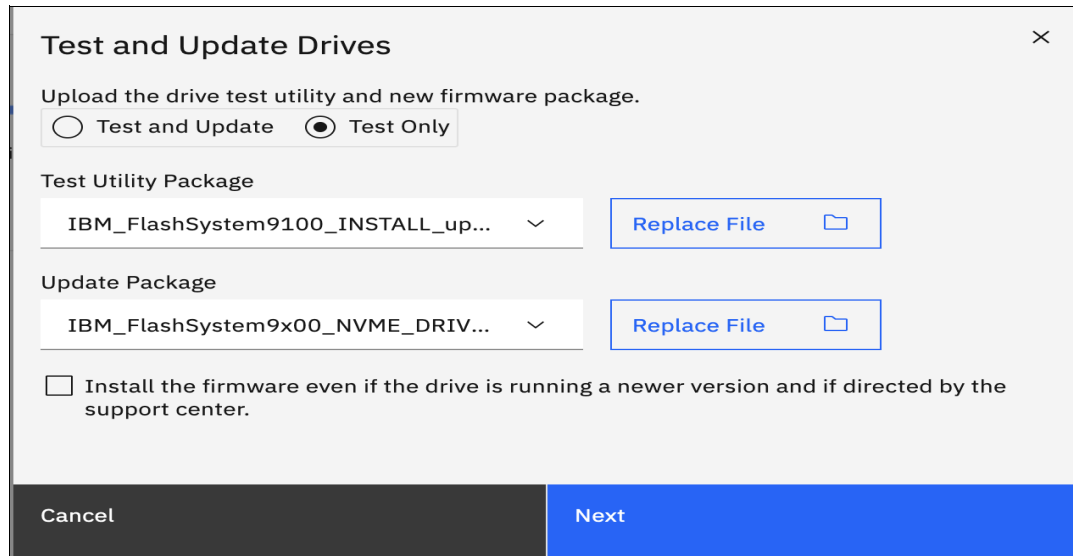 Test and Update Drives
Upload the drive test utility and new firmware package.
Test and Update
Test Only
Test Utility Package
IBM_FlashSystem9100_INSTALL_up...
Replace File
Update Package
IBM_FlashSystem9x00_NVME_DRIV...
Replace File
Install the firmware even if the drive is running a newer version and if directed by the
support center.
Cancel
Next